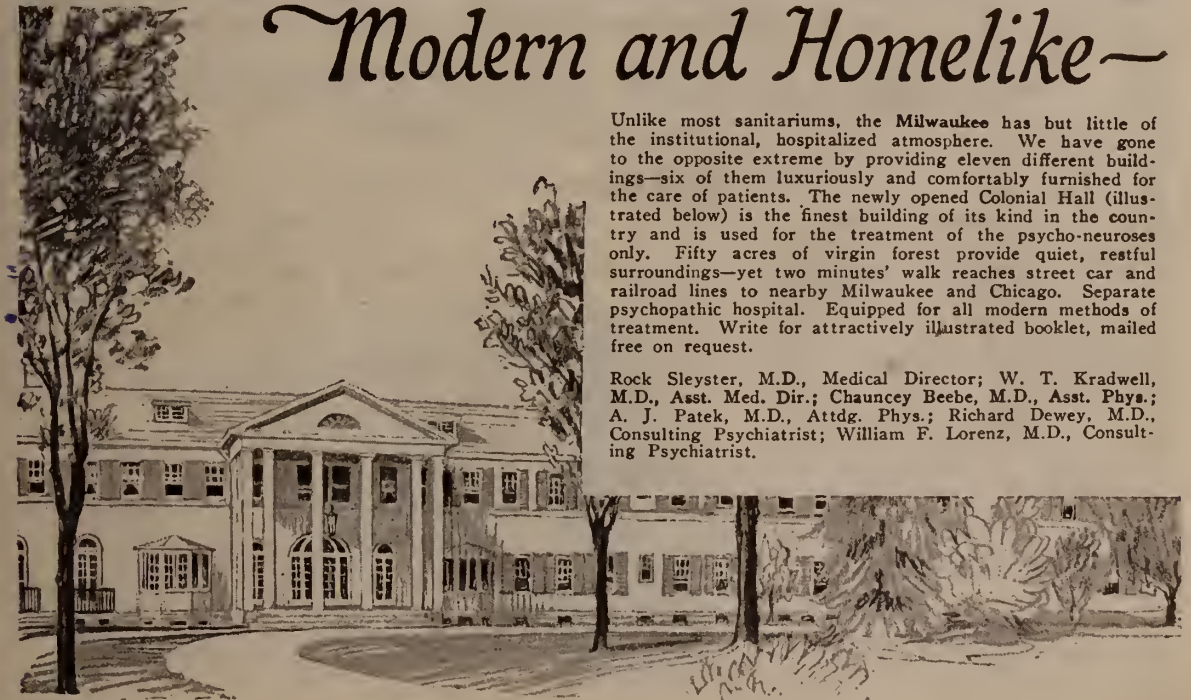 Modern and Homelike—
Unlike most sanitariums, the Milwaukee has but little of
the institutional, hospitalized atmosphere. We have gone
to the opposite extreme by providing eleven different build-
ings—six of them luxuriously and comfortably furnished for
the care of patients. The newly opened Colonial Hall (illus-
trated below) is the finest building of its kind in the coun-
try and is used for the treatment of the psycho-neuroses
only. Fifty acres of virgin forest provide quiet, restful
surroundings—yet two minutes' walk reaches street car and
railroad lines to nearby Milwaukee and Chicago. Separate
psychopathic hospital. Equipped for all modern methods of
treatment. Write for attractively illustrated booklet, mailed
free on request.
Rock Sleyster, M.D., Medical Director; W. T. Kradwell,
M.D., Asst. Med. Dir.; Chauncey Beebe, M.D., Asst. Phys.;
A. J. Patek, M.D., Attdg. Phys.; Richard Dewey, M.D.,
Consulting Psychiatrist; William F. Lorenz, M.D., Consult-
ing Psychiatrist.